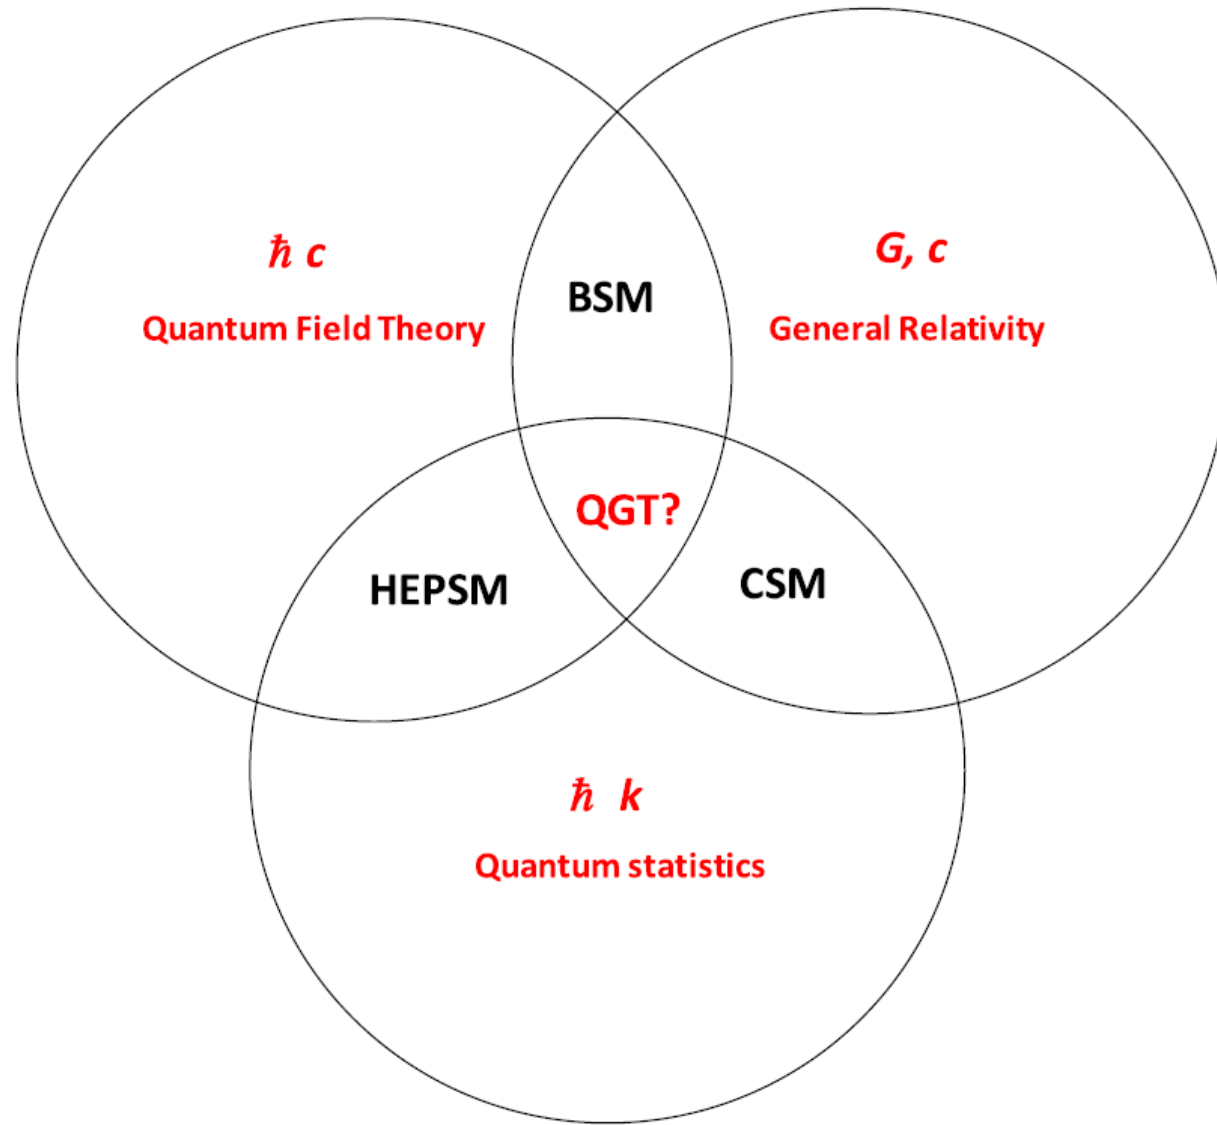 ħ c
Quantum Field Theory
G, c
General Relativity
BSM
QGT?
HEPSM
CSM
ħ k
Quantum statistics